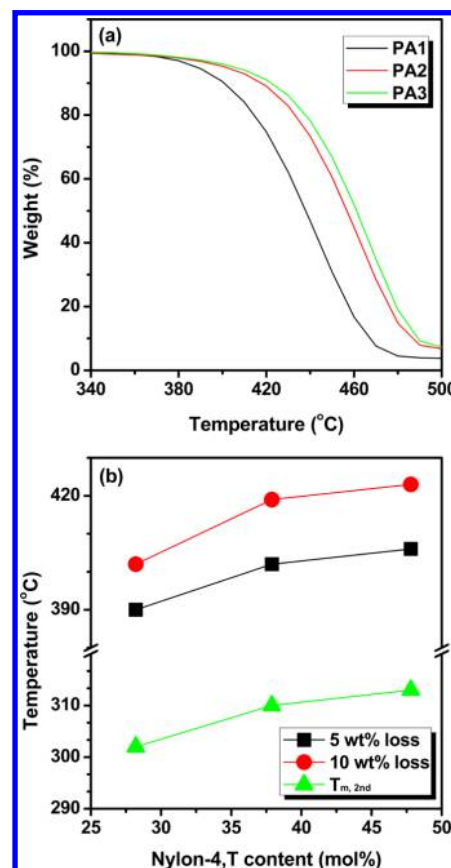 (a)
PA1
PA2
PA3
100
80
60
40
20
0
Weight (%)
340 380 420 460 500
Temperature (°C)
(b)
420
390
310
300
290
Temperature (°C)
5 wt% loss
10 wt% loss
Tm, 2nd
25 30 35 40 45 50
Nylon-4,T content (mol%)